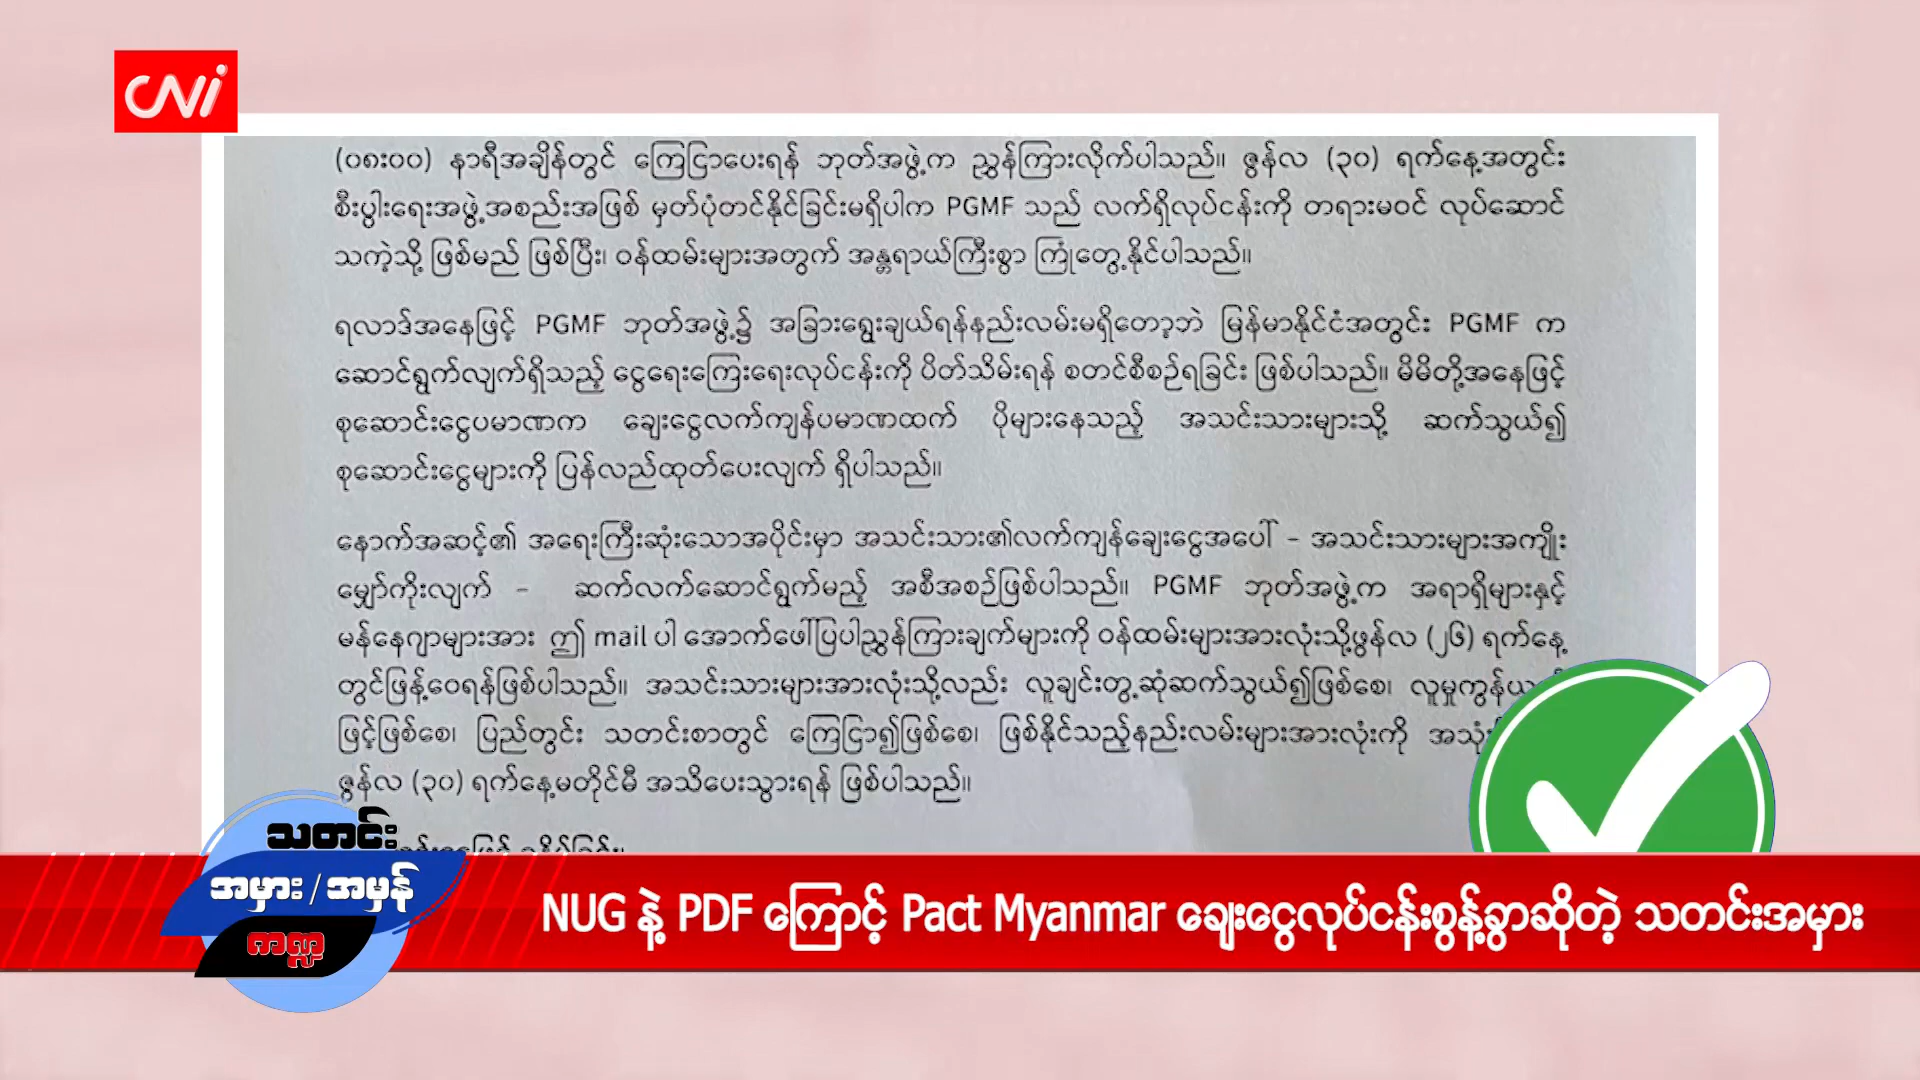 CNi
(၀၈း၀၀) နာရီအချိန်တွင် ကြေငြာပေးရန် ဘုတ်အဖွဲ့က ညွှန်ကြားလိုက်ပါသည်။ ဇွန်လ (၃၀) ရက်နေ့အတွင်း
စီးပွါးရေးအဖွဲ့အစည်းအဖြစ် မှတ်ပုံတင်နိုင်ခြင်းမရှိပါက PGMF သည် လက်ရှိလုပ်ငန်းကို တရားမဝင် လုပ်ဆောင်
သကဲ့သို့ ဖြစ်မည် ဖြစ်ပြီး၊ ဝန်ထမ်းများအတွက် အန္တရာယ်ကြီးစွာ ကြုံတွေ့နိုင်ပါသည်။
ရလာဒ်အနေဖြင့် PGMF ဘုတ်အဖွဲ့၌ အခြားရွေးချယ်ရန်နည်းလမ်းမရှိတော့ဘဲ မြန်မာနိုင်ငံအတွင်း PGMF က
ဆောင်ရွက်လျက်ရှိသည့် ငွေရေးကြေးရေးလုပ်ငန်းကို ပိတ်သိမ်းရန် စတင်စီစဉ်ရခြင်း ဖြစ်ပါသည်။ မိမိတို့အနေဖြင့်
စုဆောင်းငွေပမာဏက ချေးငွေလက်ကျန်ပမာဏထက် ပိုများနေသည့် အသင်းသားများသို့ ဆက်သွယ်၍
စုဆောင်းငွေများကို ပြန်လည်ထုတ်ပေးလျက် ရှိပါသည်။
နောက်အဆင့်၏ အရေးကြီးဆုံးသောအပိုင်းမှာ အသင်းသား၏လက်ကျန်ချေးငွေအပေါ် – အသင်းသားများအကျိုး
မျှော်ကိုးလျက် – ဆက်လက်ဆောင်ရွက်မည့် အစီအစဉ်ဖြစ်ပါသည်။ PGMF ဘုတ်အဖွဲ့က အရာရှိများနှင့်
မန်နေဂျာများအား ဤ mail ပါ အောက်ဖေါ်ပြပါညွှန်ကြားချက်များကို ဝန်ထမ်းများအားလုံးသို့ဖွန်လ (၂၆) ရက်နေ့
တွင်ဖြန့်ဝေရန်ဖြစ်ပါသည်။ အသင်းသားများအားလုံးသို့လည်း လူချင်းတွေ့ဆုံဆက်သွယ်၍ဖြစ်စေ၊ လူမှုကွန်
ဖြင့်ဖြစ်စေ၊ ပြည်တွင်း သတင်းစာတွင် ကြေငြာ၍ဖြစ်စေ၊ ဖြစ်နိုင်သည့်နည်းလမ်းများအားလုံးကို
ဇွန်လ (၃၀) ရက်နေ့မတိုင်မီ အသိပေးသွားရန် ဖြစ်ပါသည်။
သတင်း
အမှား / အမှန်
ကဏ္ဍ
NUG နဲ့ PDF ကြောင့် Pact Myanmar ချေးငွေလုပ်ငန်းစွန့်ခွာဆိုတဲ့ သတင်းအမှား